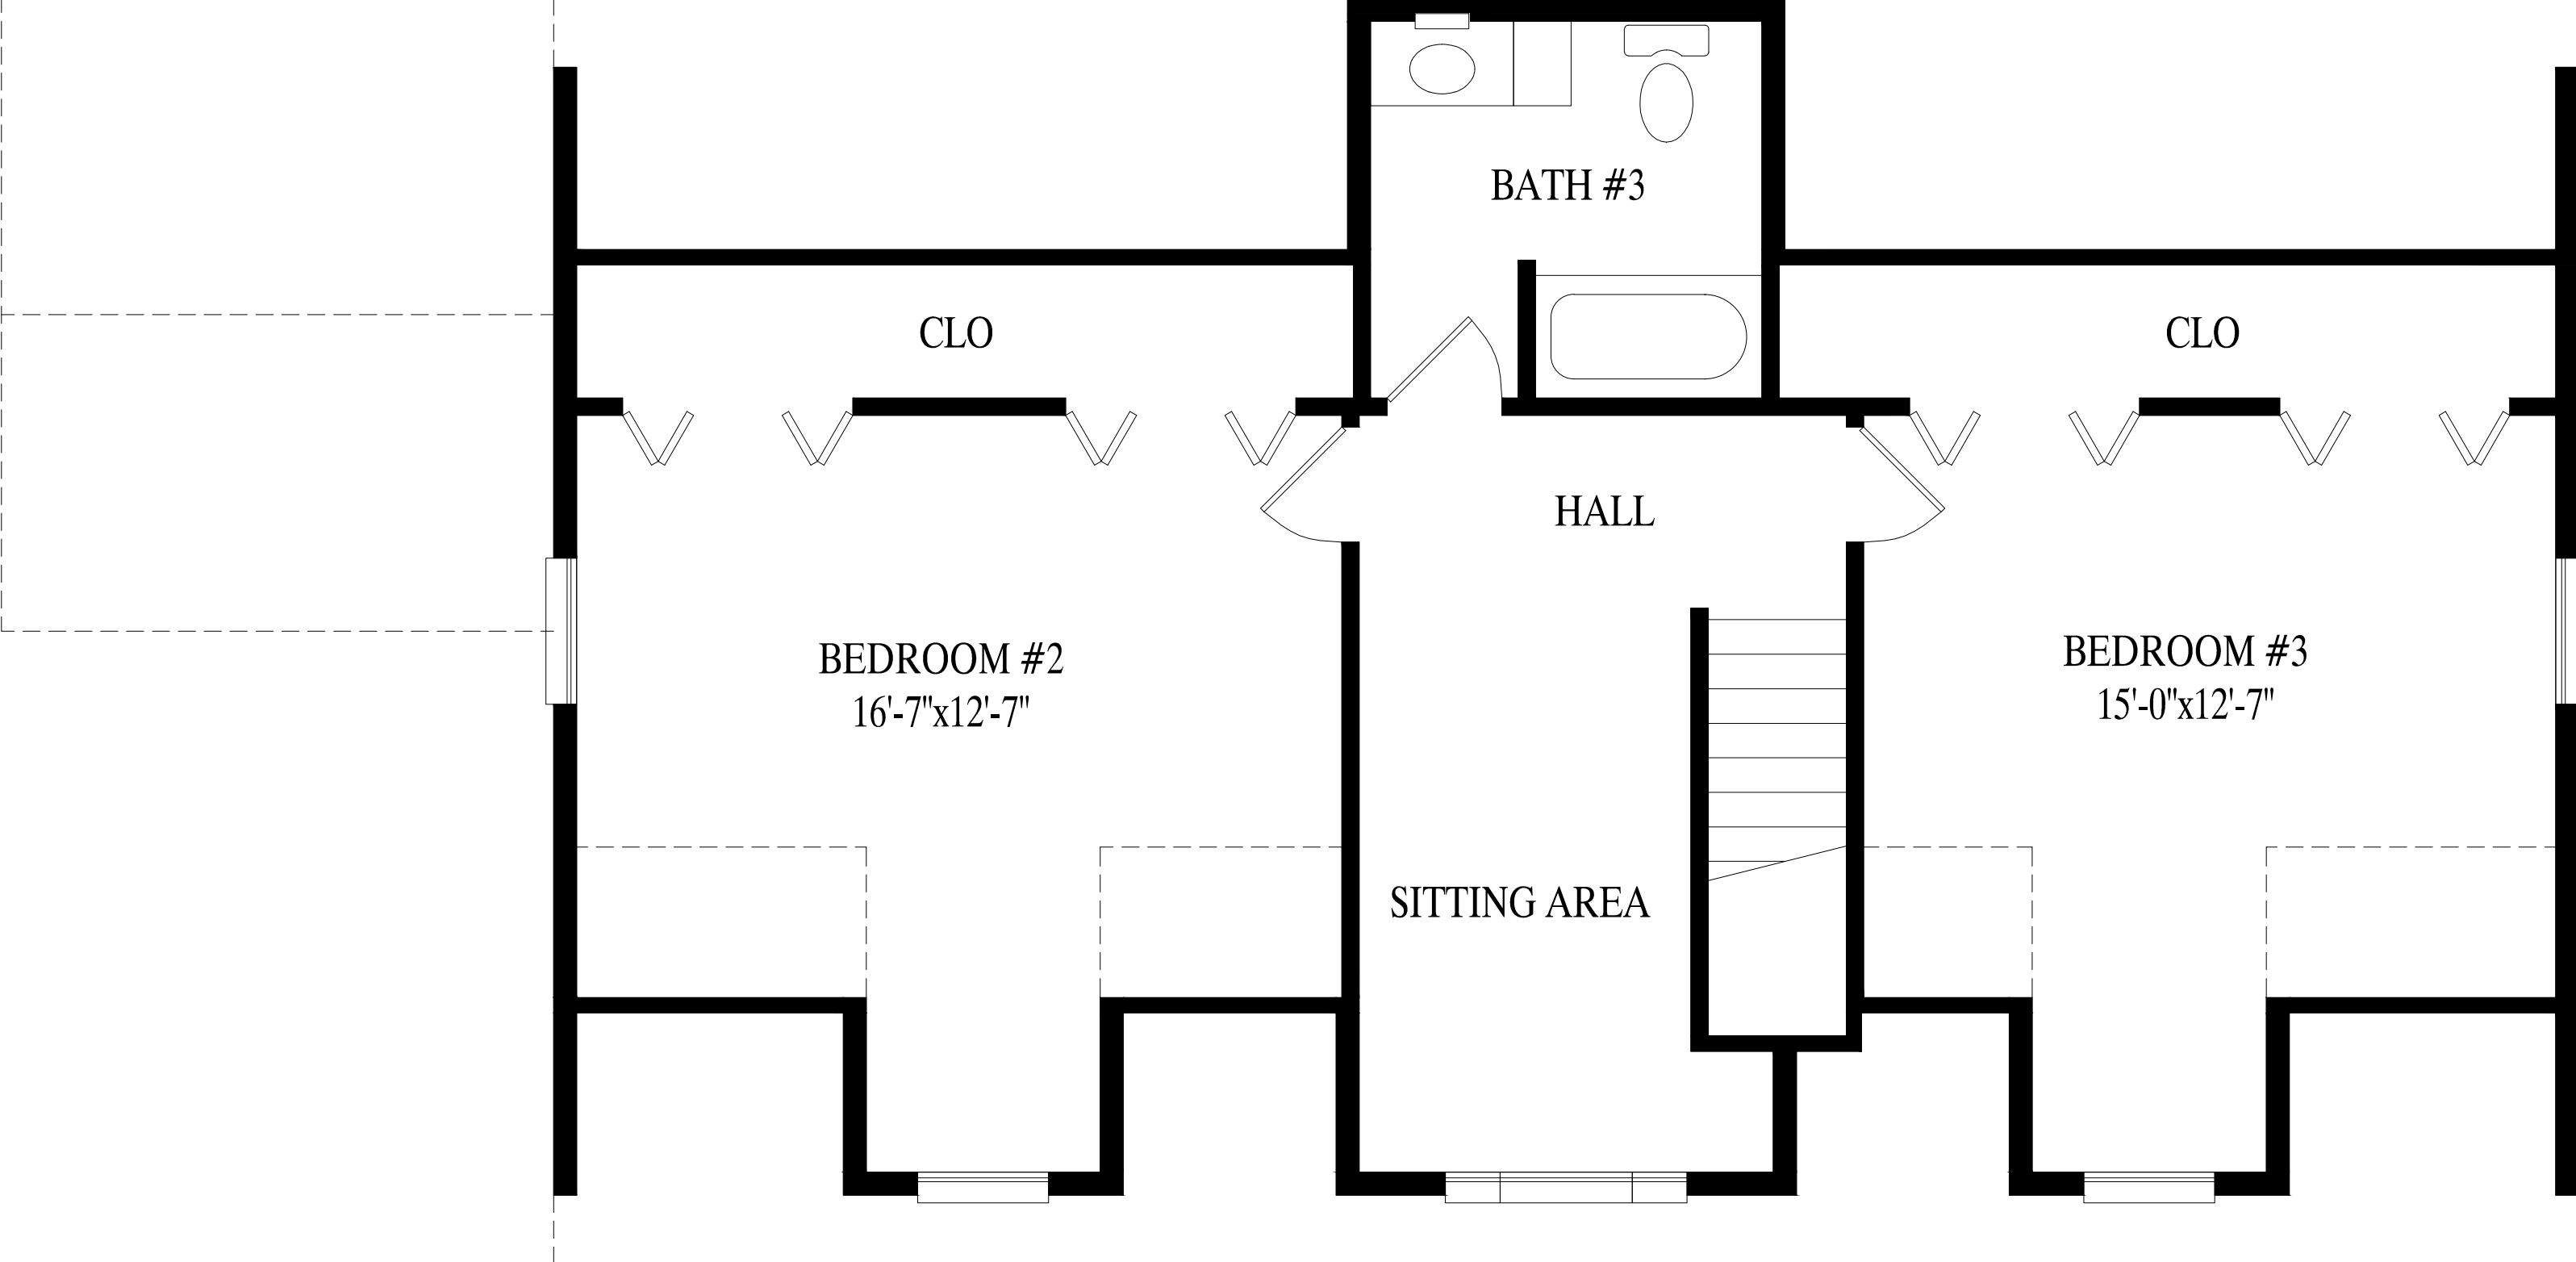 BATH #3
CLO
CLO
HALL
BEDROOM #2
16'-7"x12'-7"
BEDROOM #3
15'-0"x12'-7"
SITTING AREA